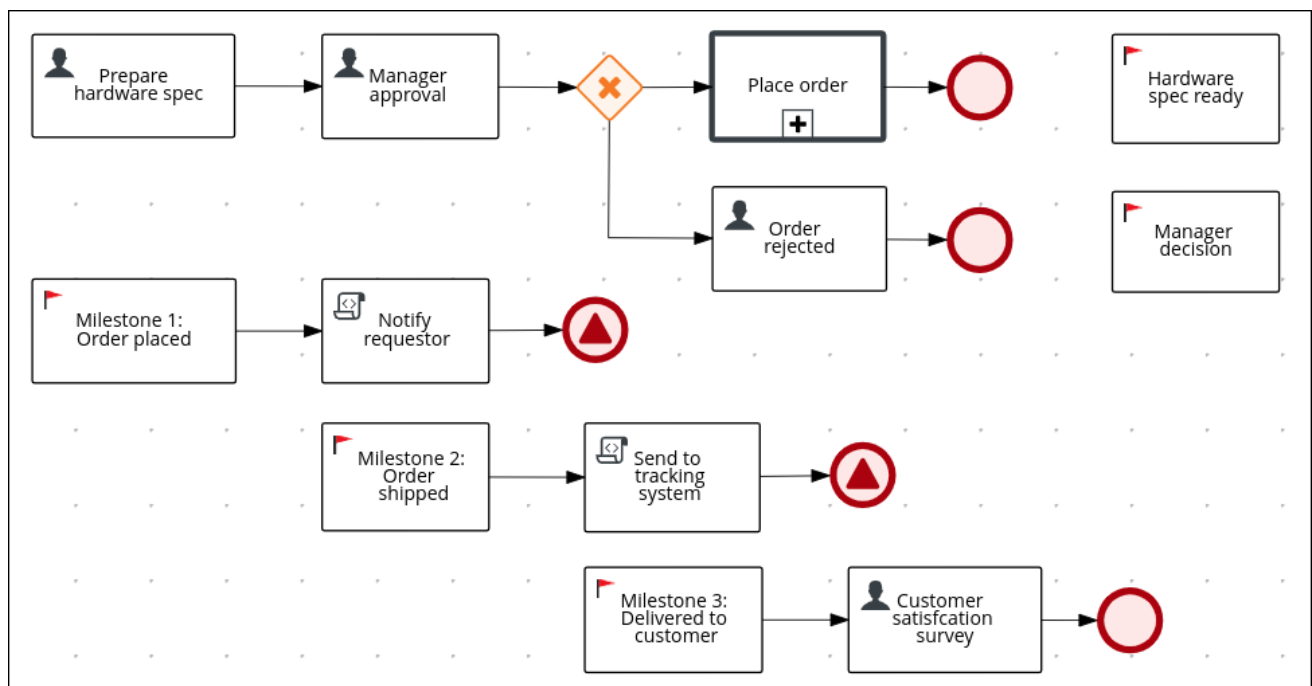 Prepare
hardware spec
Manager
approval
Place order
Hardware
spec ready
Order
rejected
Manager
decision
Milestone 1:
Order placed
Notify
requestor
Milestone 2:
Order
shipped
Send to
tracking
system
Milestone 3:
Delivered to
customer
Customer
satisfcation
survey